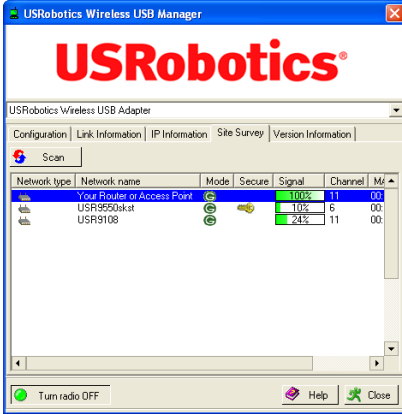 USRobotics Wireless USB Manager
USRobotics®
USRobotics Wireless USB Adapter
Configuration Link Information IP Information Site Survey Version Information
Scan
Network type Network name Mode Secure Signal Channel MA
Your Router or Access Point G 100% 11 00:
USR9550skst G 10% 6 00:
USR9108 G 24% 11 00:
Turn radio OFF Help Close